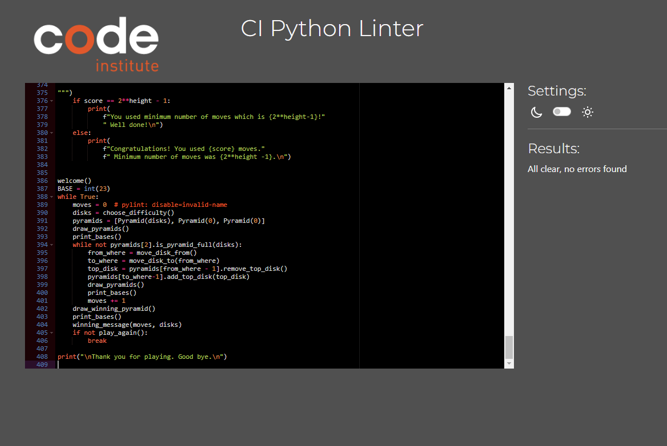 code
institute
CI Python Linter
374
375 """)
376 if score == 2**height - 1:
377 print(
378 f"You used minimum number of moves which is {2**height-1}!"
379 " Well done!\n")
380 else:
381 print(
382 f"Congratulations! You used {score} moves."
383 f" Minimum number of moves was {2**height -1}.\n")
384
385
386 welcome()
387 BASE = int(23)
388 while True:
389 moves = 0  # pylint: disable=invalid-name
390 disks = choose_difficulty()
391 pyramids = [Pyramid(disks), Pyramid(0), Pyramid(0)]
392 draw_pyramids()
393 print_bases()
394 while not pyramids[2].is_pyramid_full(disks):
395 from_where = move_disk_from()
396 to_where = move_disk_to(from_where)
397 top_disk = pyramids[from_where - 1].remove_top_disk()
398 pyramids[to_where-1].add_top_disk(top_disk)
399 draw_pyramids()
400 print_bases()
401 moves += 1
402 draw_winning_pyramid()
403 print_bases()
404 winning_message(moves, disks)
405 if not play_again():
406 break
407
408 print("\nThank you for playing. Good bye.\n")
409
Settings:
Results:
All clear, no errors found